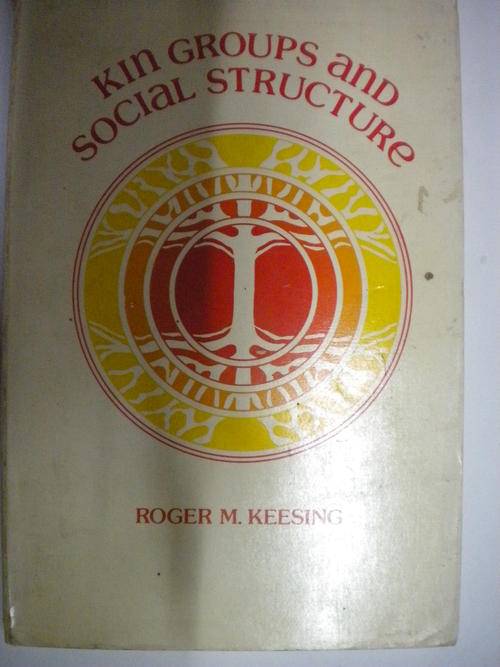 KIn GROUPS anD
SOCIaL STRUCTURe
ROGER M. KEESING